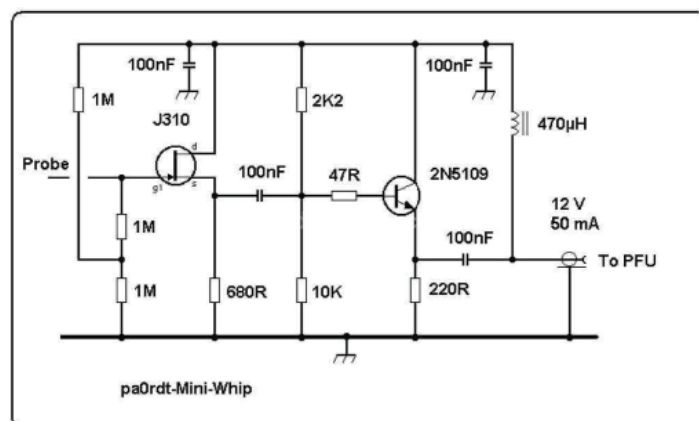 100nF
100nF
1M
2K2
470µH
J310
d
Probe
100nF
47R
2N5109
g1
s
12 V
50 mA
1M
100nF
To PFU
1M
680R
10K
220R
pa0rdt-Mini-Whip